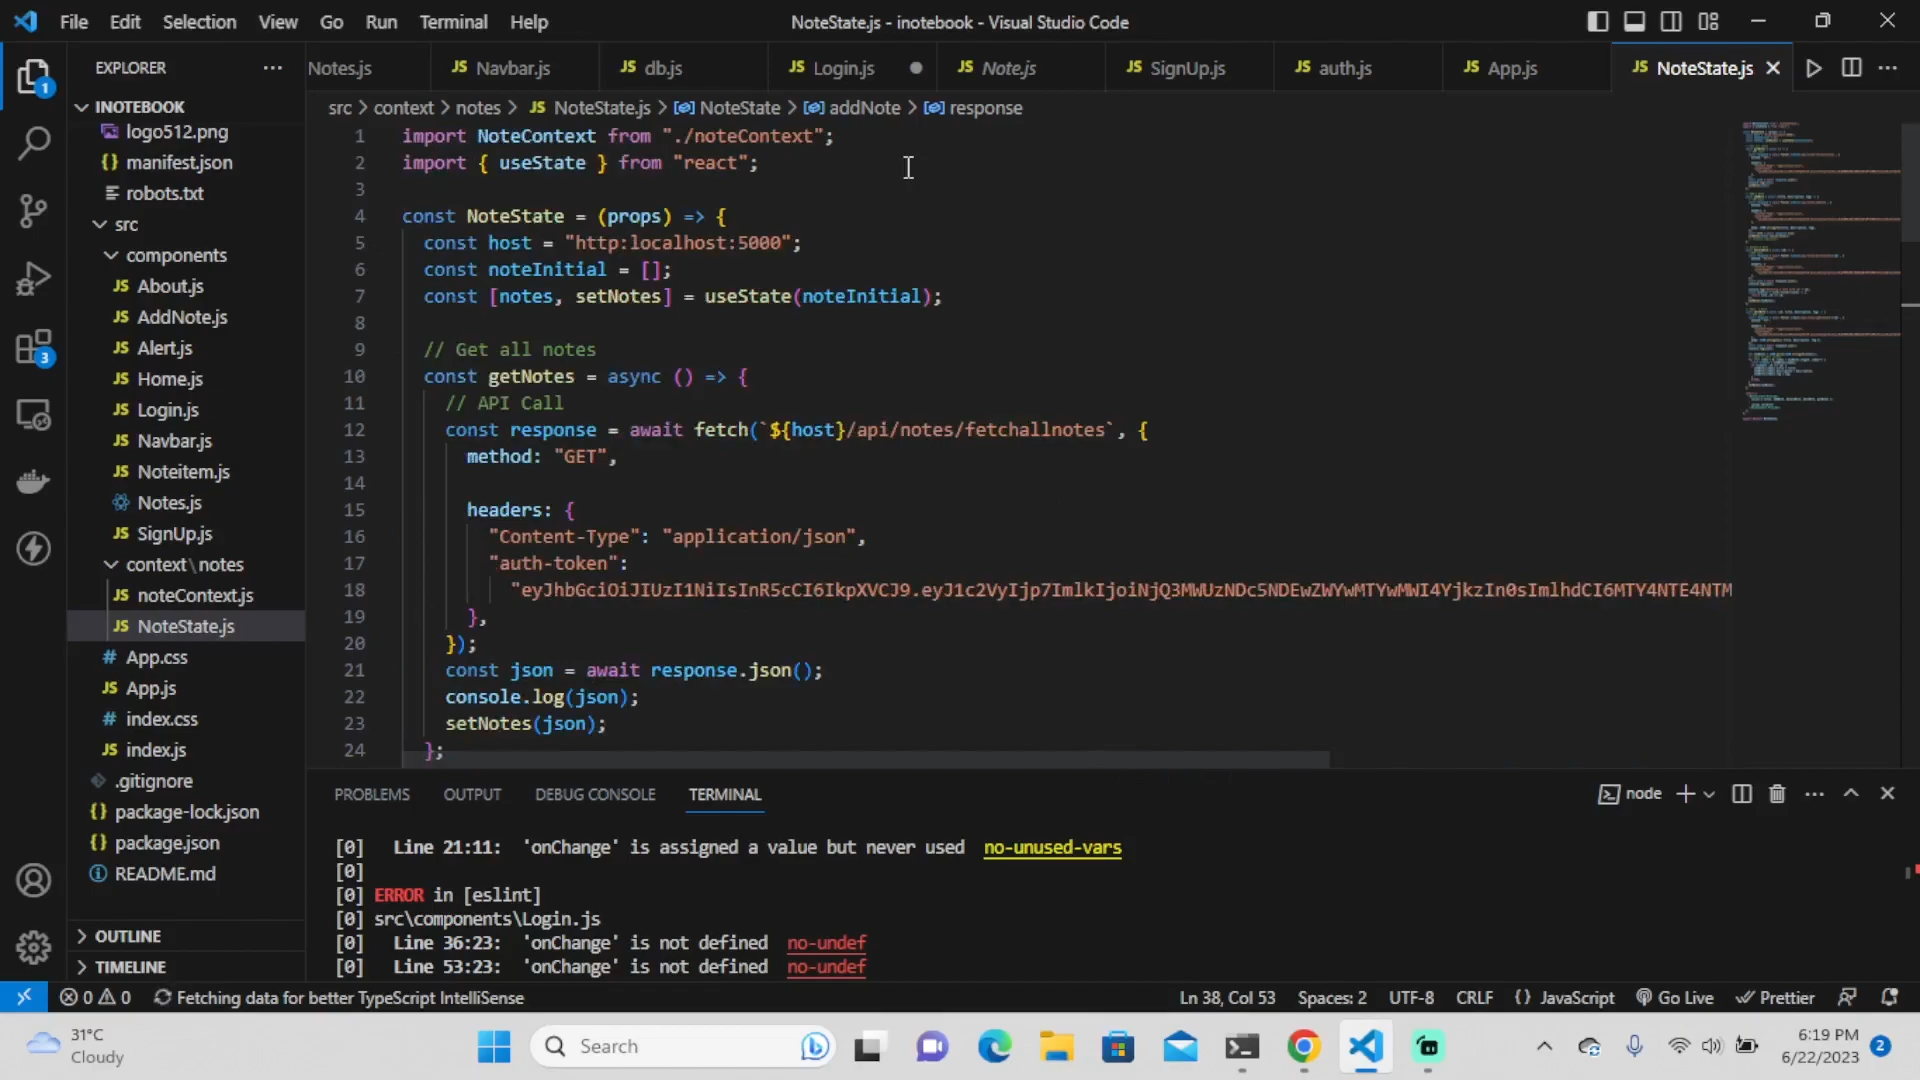 File Edit Selection View Go Run Terminal Help
NoteState.js - inotebook - Visual Studio Code
EXPLORER
INOTEBOOK
logo512.png
manifest.json
robots.txt
src
components
About.js
AddNote.js
Alert.js
Home.js
Login.js
Navbar.js
Noteitem.js
Notes.js
SignUp.js
context\notes
noteContext.js
NoteState.js
App.css
App.js
index.css
index.js
.gitignore
package-lock.json
package.json
README.md
OUTLINE
TIMELINE
1
3
Notes.js JS Navbar.js JS db.js JS Login.js JS Note.js JS SignUp.js JS auth.js JS App.js JS NoteState.js
src > context > notes > JS NoteState.js > NoteState > addNote > response
1 import NoteContext from "./noteContext";
2 import { useState } from "react";
3
4 const NoteState = (props) => {
5 const host = "http:localhost:5000";
6 const noteInitial = [];
7 const [notes, setNotes] = useState(noteInitial);
8
9 // Get all notes
10 const getNotes = async () => {
11 // API Call
12 const response = await fetch(`${host}/api/notes/fetchallnotes`, {
13 method: "GET",
14
15 headers: {
16 "Content-Type": "application/json",
17 "auth-token":
18 "eyJhbGciOiJIUzI1NiIsInR5cCI6IkpXVCJ9.eyJ1c2VyIjp7ImlkIjoiNjQ3MWUzNDc5NDEwZWYwMTYwMWI4YjkzIn0sImlhdCI6MTY4NTE4NTM
19 },
20 });
21 const json = await response.json();
22 console.log(json);
23 setNotes(json);
24 };
PROBLEMS OUTPUT DEBUG CONSOLE TERMINAL
node
[0] Line 21:11: 'onChange' is assigned a value but never used no-unused-vars
[0]
[0] ERROR in [eslint]
[0] src\components\Login.js
[0] Line 36:23: 'onChange' is not defined no-undef
[0] Line 53:23: 'onChange' is not defined no-undef
0 0 Fetching data for better TypeScript IntelliSense
Ln 38, Col 53 Spaces: 2 UTF-8 CRLF {} JavaScript Go Live Prettier
31°C
Cloudy
Search
6:19 PM
6/22/2023
2